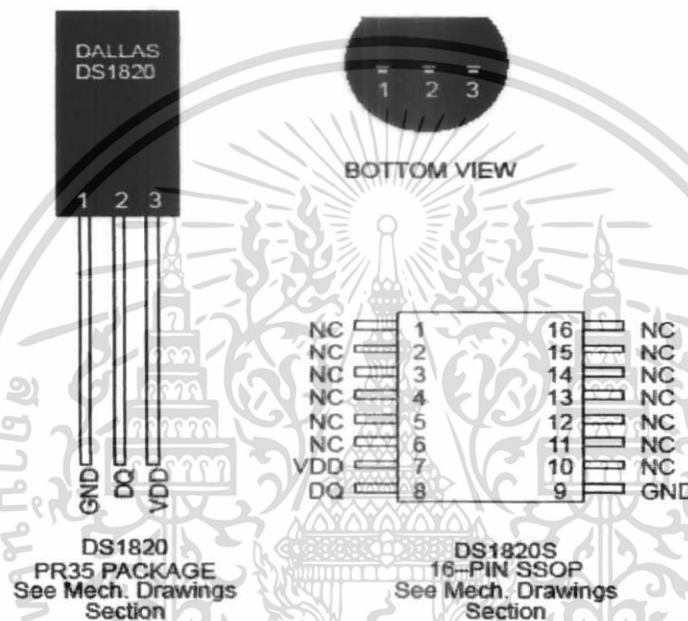 DALLAS
DS1820
1 2 3
GND DQ VDD
DS1820
PR35 PACKAGE
See Mech. Drawings
Section
1 2 3
BOTTOM VIEW
NC 1 16 NC
NC 2 15 NC
NC 3 14 NC
NC 4 13 NC
NC 5 12 NC
NC 6 11 NC
VDD 7 10 NC
DQ 8 9 GND
DS1820S
16-PIN SSOP
See Mech. Drawings
Section